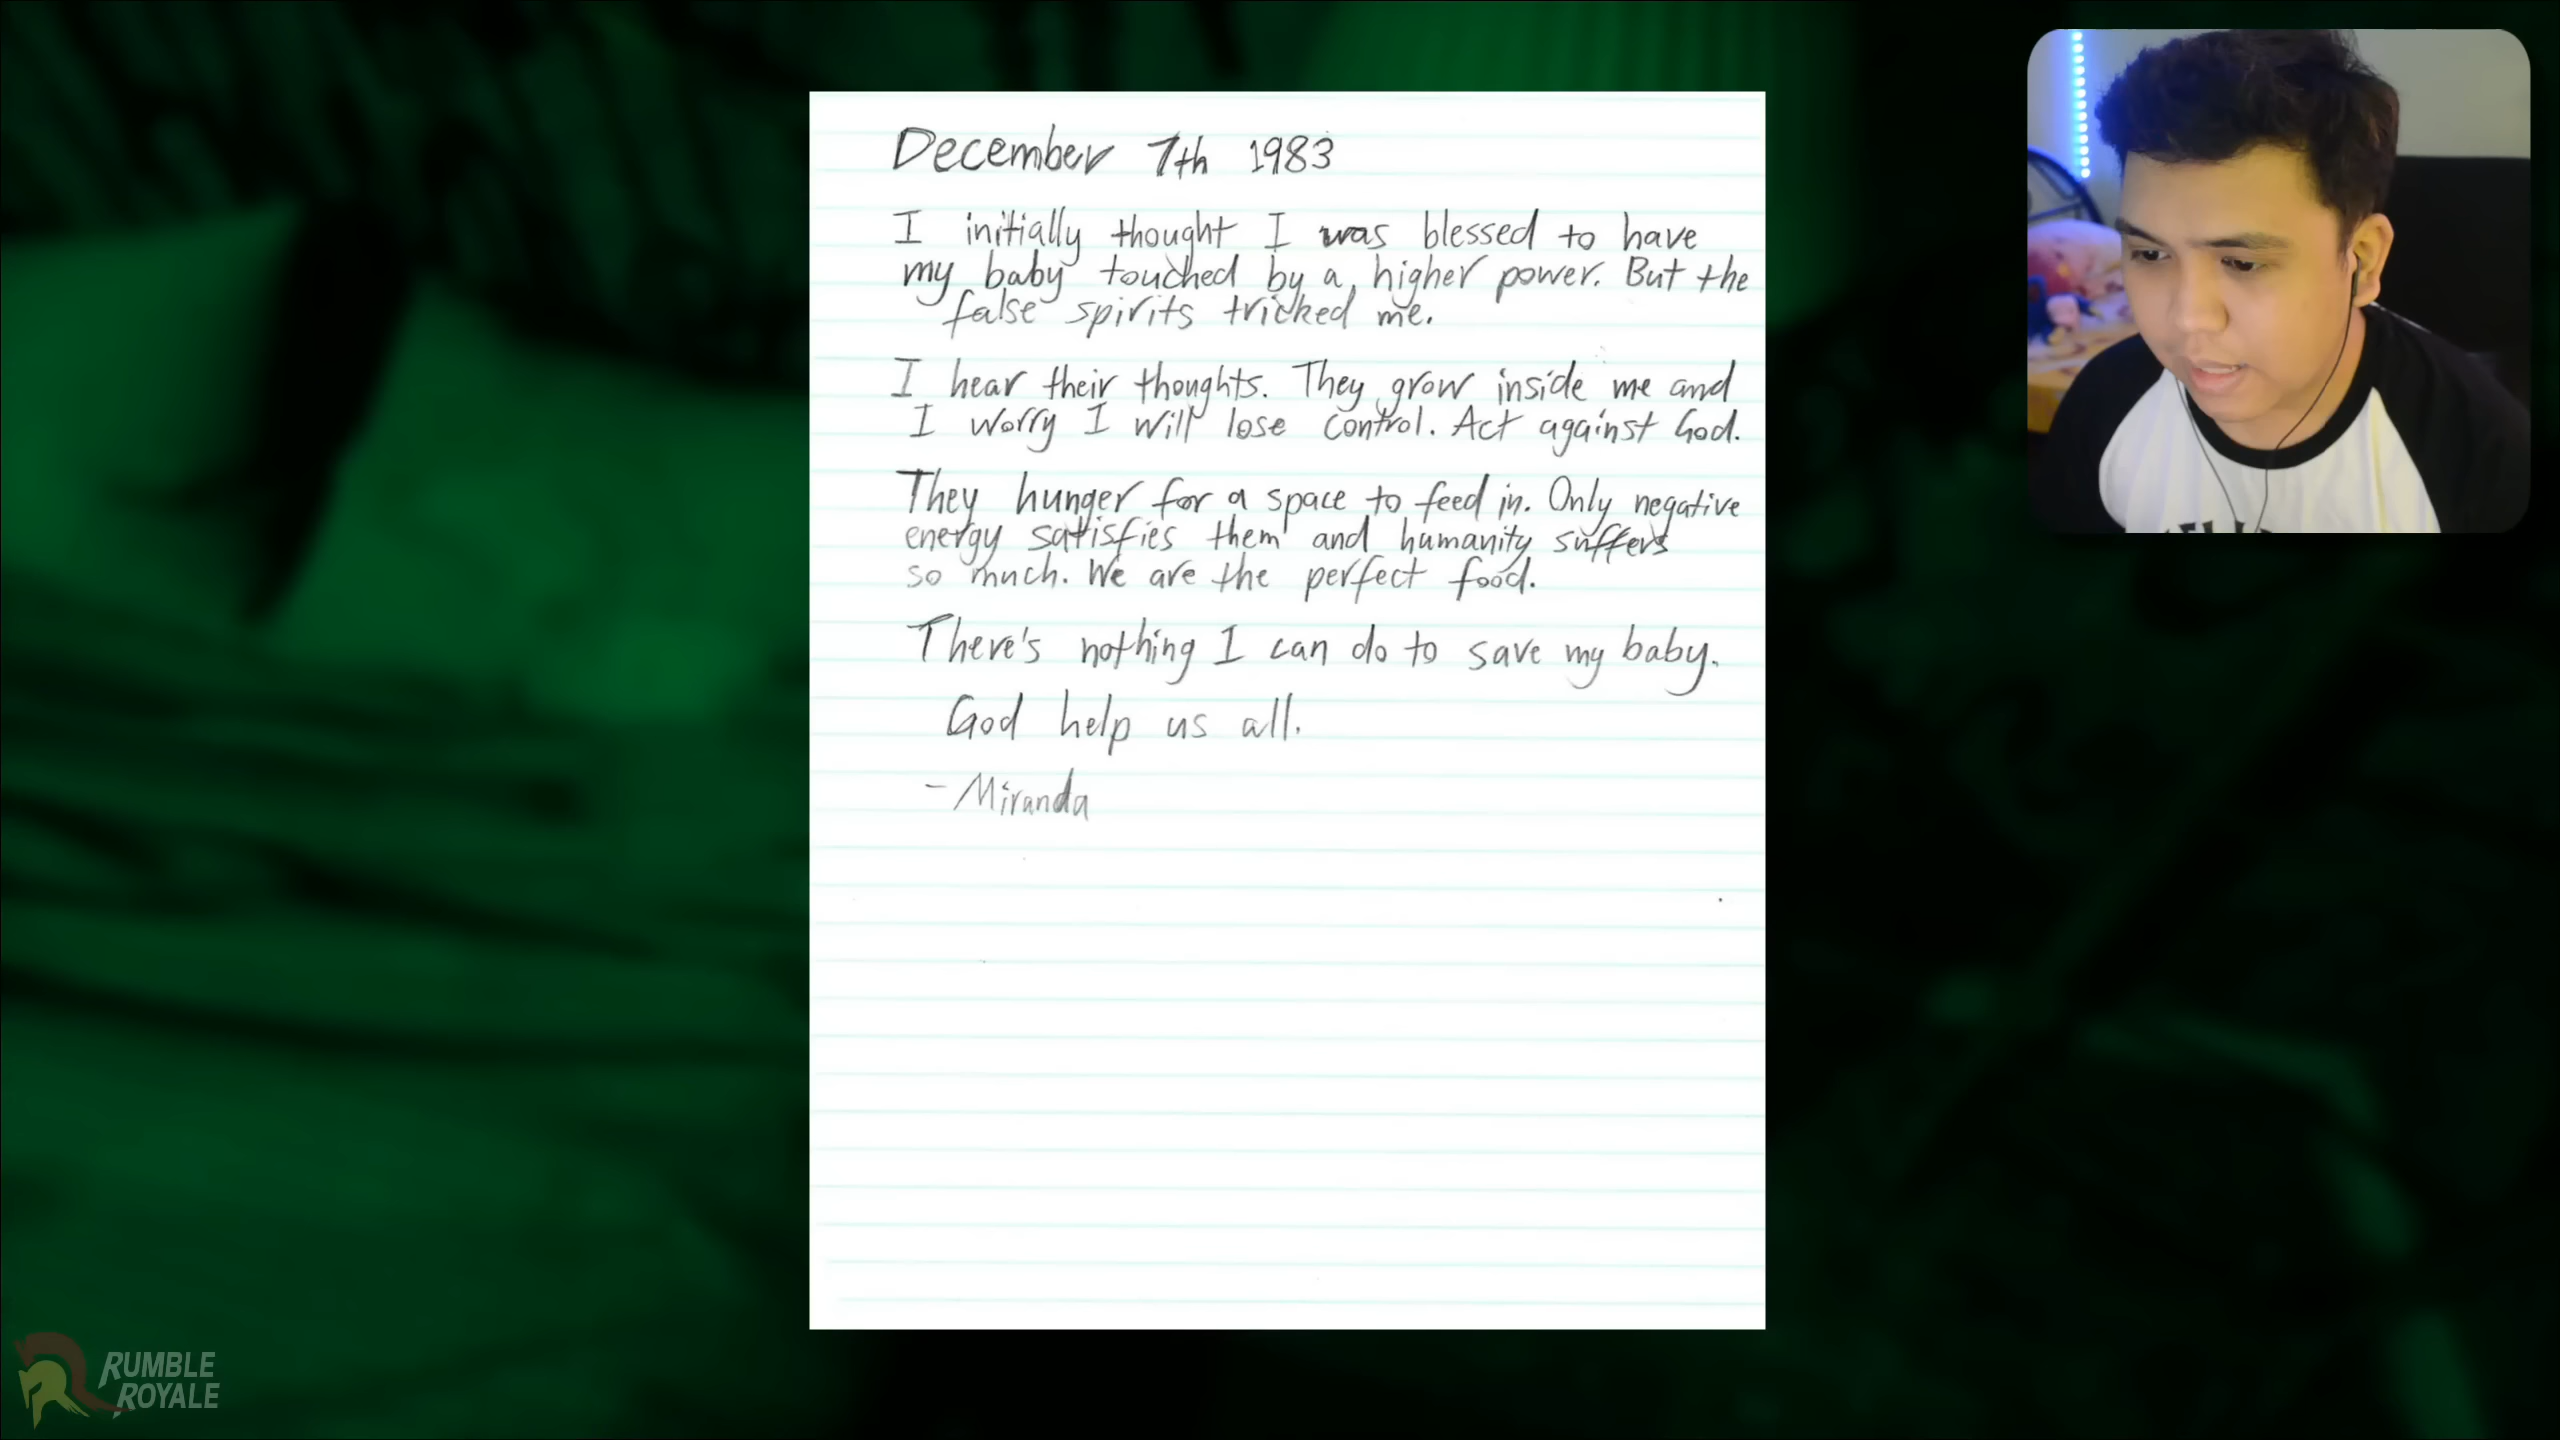 December 7th 1983
I initially thought I was blessed to have
my baby touched by a higher power. But the
false spirits tricked me.
I hear their thoughts. They grow inside me and
I worry I will lose control. Act against God.
They hunger for a space to feed in. Only negative
energy satisfies them and humanity suffers
so much. We are the perfect food.
There's nothing I can do to save my baby.
God help us all.
- Miranda
RUMBLE
ROYALE